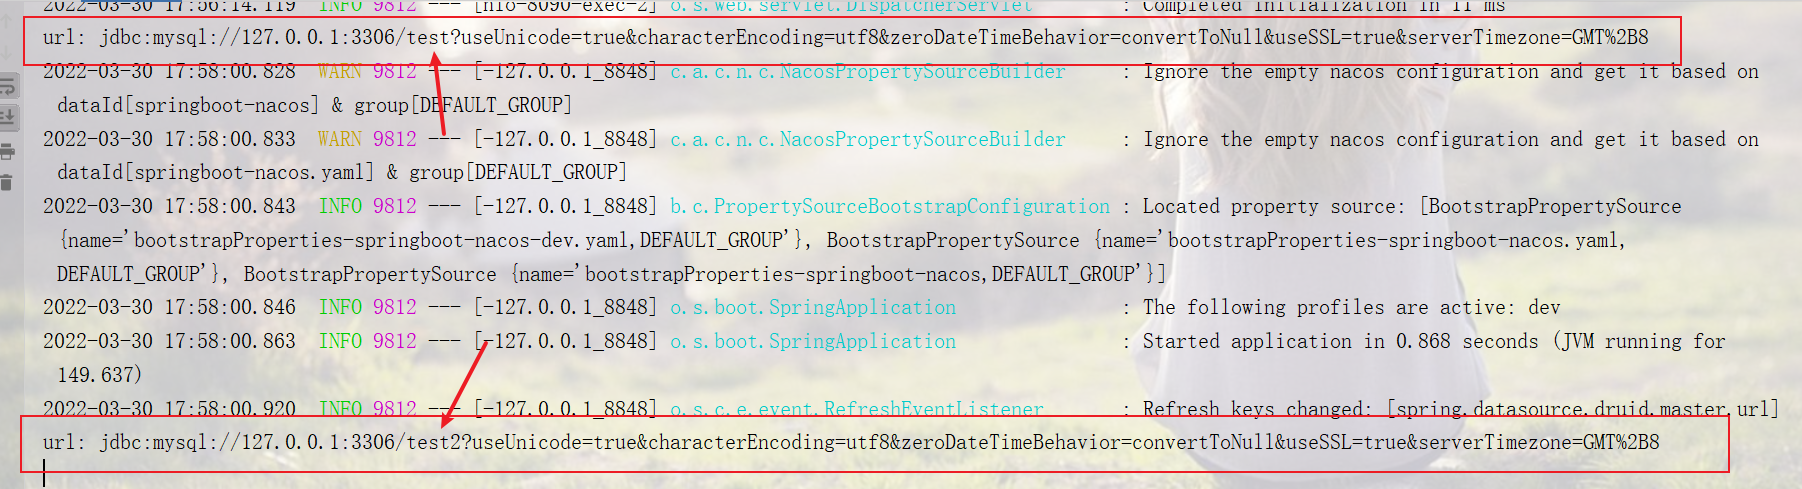 2022-03-30 17:56:14.119  INFO 9812 --- [nio-8090-exec-2] o.s.web.servlet.DispatcherServlet        : Completed initialization in 11 ms
url: jdbc:mysql://127.0.0.1:3306/test?useUnicode=true&characterEncoding=utf8&zeroDateTimeBehavior=convertToNull&useSSL=true&serverTimezone=GMT%2B8
2022-03-30 17:58:00.828  WARN 9812 --- [-127.0.0.1_8848] c.a.c.n.c.NacosPropertySourceBuilder     : Ignore the empty nacos configuration and get it based on
dataId[springboot-nacos] & group[DEFAULT_GROUP]
2022-03-30 17:58:00.833  WARN 9812 --- [-127.0.0.1_8848] c.a.c.n.c.NacosPropertySourceBuilder     : Ignore the empty nacos configuration and get it based on
dataId[springboot-nacos.yaml] & group[DEFAULT_GROUP]
2022-03-30 17:58:00.843  INFO 9812 --- [-127.0.0.1_8848] b.c.PropertySourceBootstrapConfiguration : Located property source: [BootstrapPropertySource
{name='bootstrapProperties-springboot-nacos-dev.yaml,DEFAULT_GROUP'}, BootstrapPropertySource {name='bootstrapProperties-springboot-nacos.yaml,
DEFAULT_GROUP'}, BootstrapPropertySource {name='bootstrapProperties-springboot-nacos,DEFAULT_GROUP'}]
2022-03-30 17:58:00.846  INFO 9812 --- [-127.0.0.1_8848] o.s.boot.SpringApplication               : The following profiles are active: dev
2022-03-30 17:58:00.863  INFO 9812 --- [-127.0.0.1_8848] o.s.boot.SpringApplication               : Started application in 0.868 seconds (JVM running for
149.637)
2022-03-30 17:58:00.920  INFO 9812 --- [-127.0.0.1_8848] o.s.c.e.event.RefreshEventListener       : Refresh keys changed: [spring.datasource.druid.master.url]
url: jdbc:mysql://127.0.0.1:3306/test2?useUnicode=true&characterEncoding=utf8&zeroDateTimeBehavior=convertToNull&useSSL=true&serverTimezone=GMT%2B8